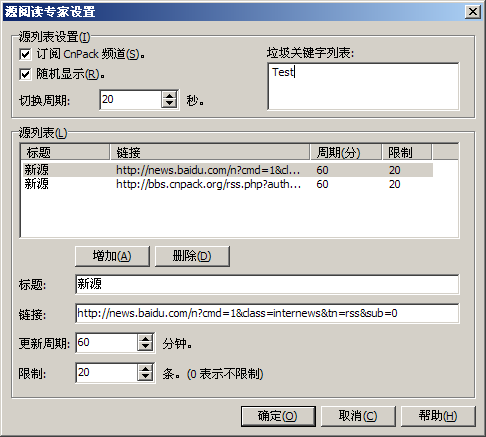 源阅读专家设置
源列表设置(I)
订阅 CnPack 频道(S)。
垃圾关键字列表:
随机显示(R)。
Test
切换周期: 20 秒。
源列表(L)
标题 链接 周期(分) 限制
新源 http://news.baidu.com/n?cmd=1&cl... 60 20
新源 http://bbs.cnpack.org/rss.php?auth... 60 20
增加(A) 删除(D)
标题: 新源
链接: http://news.baidu.com/n?cmd=1&class=internews&tn=rss&sub=0
更新周期: 60 分钟。
限制: 20 条。(0 表示不限制)
确定(O) 取消(C) 帮助(H)